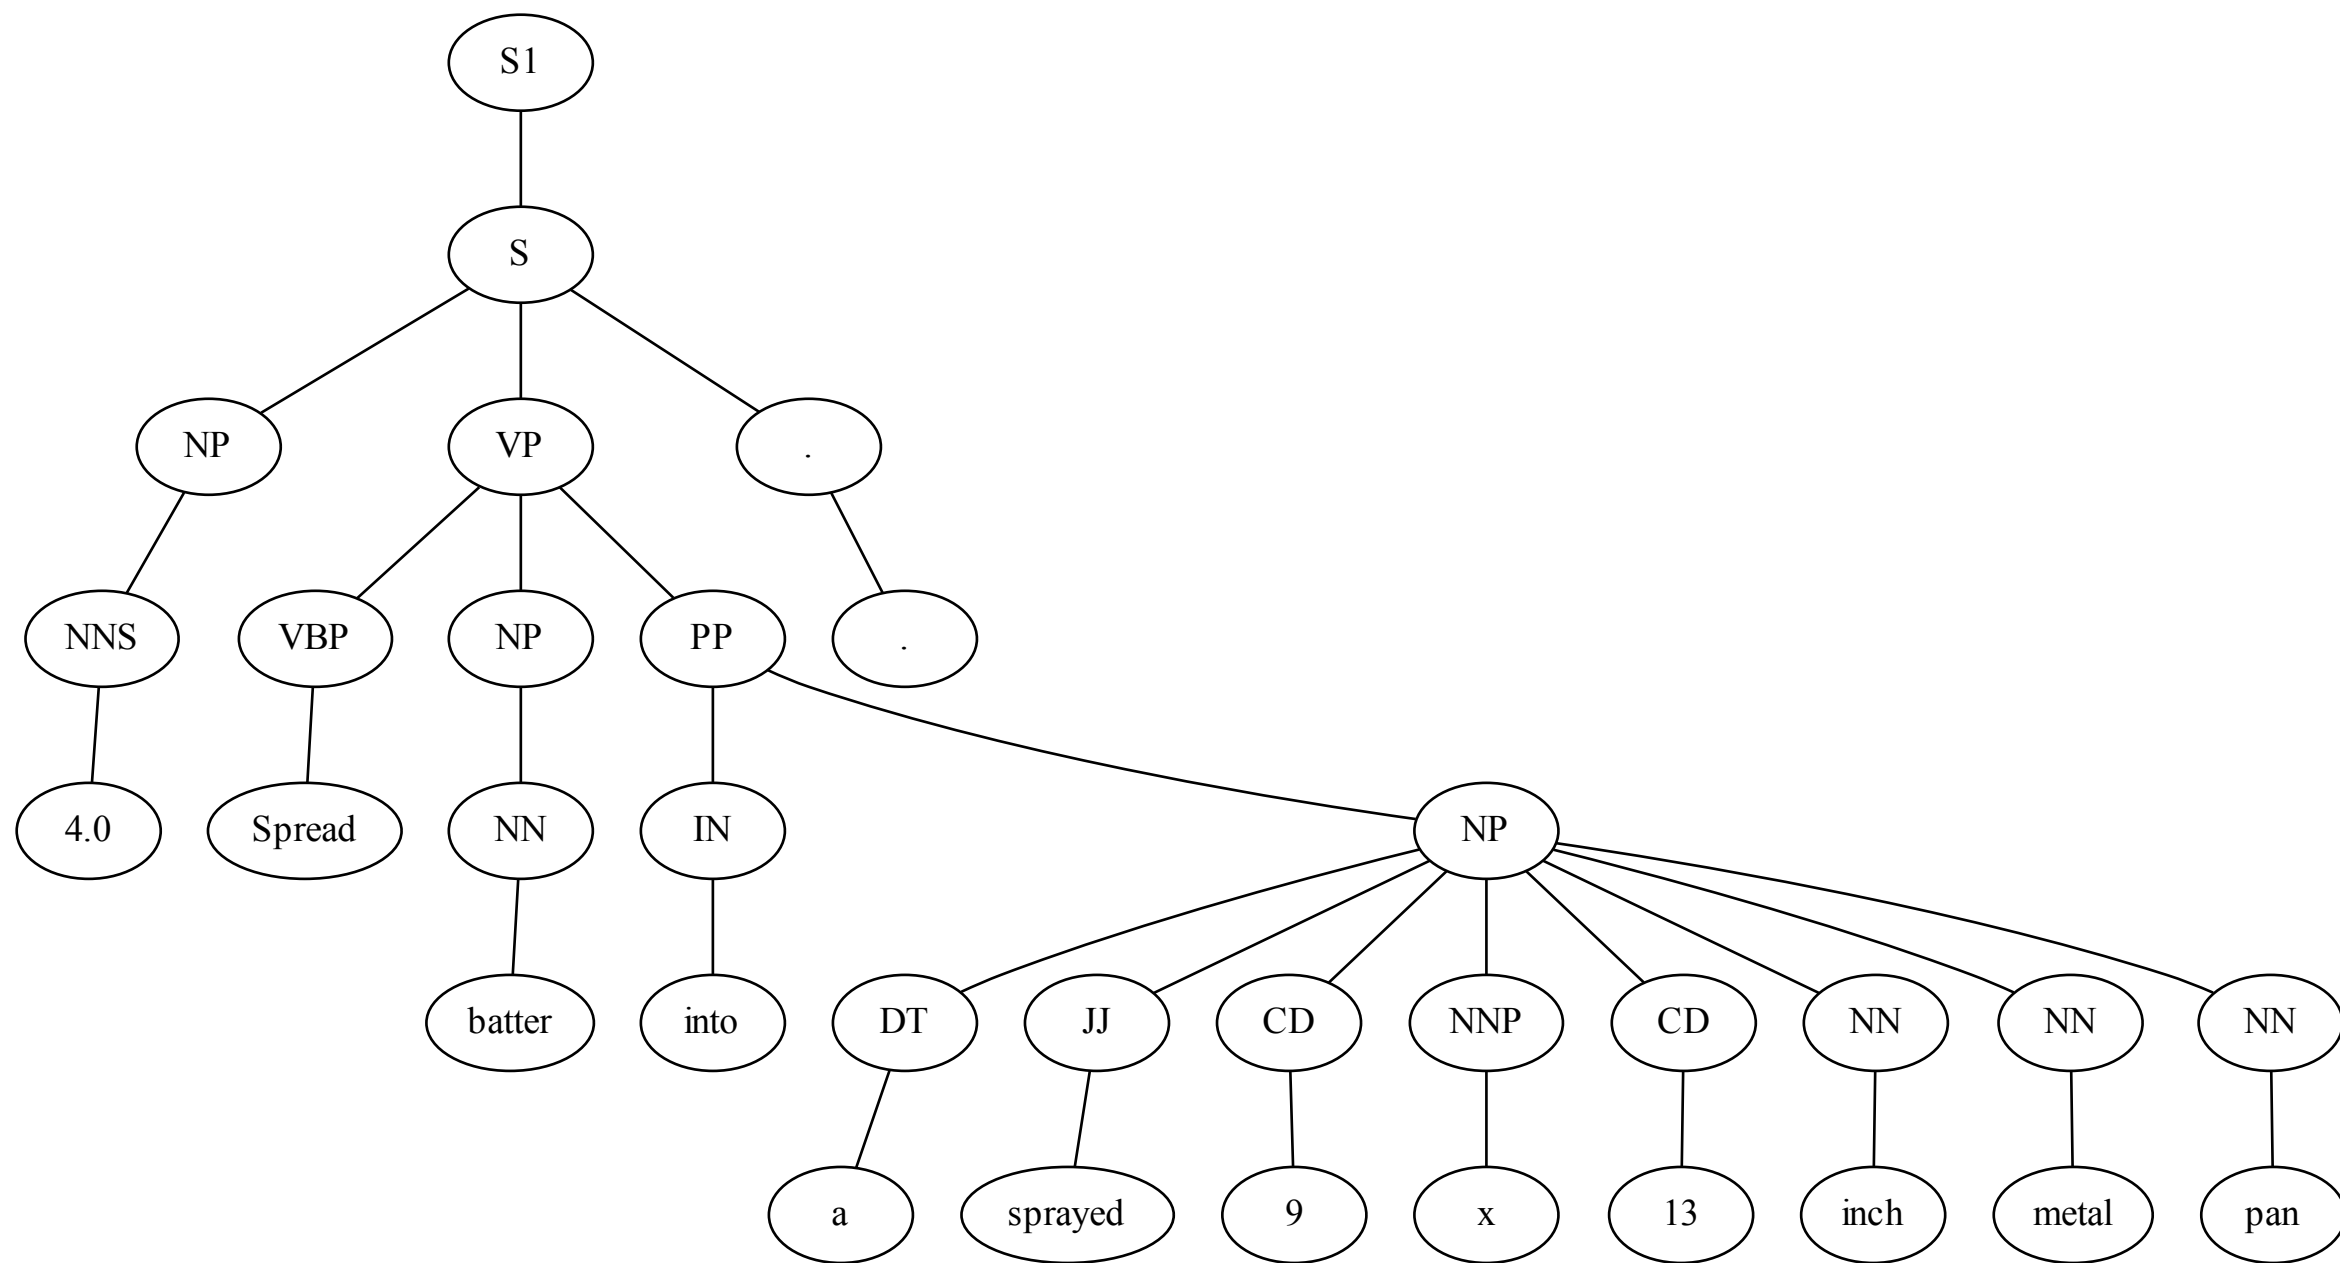 S1
S
NP VP .
NNS VBP NP PP .
4.0 Spread NN IN NP
batter into DT JJ CD NNP CD NN NN NN
a sprayed 9 x 13 inch metal pan